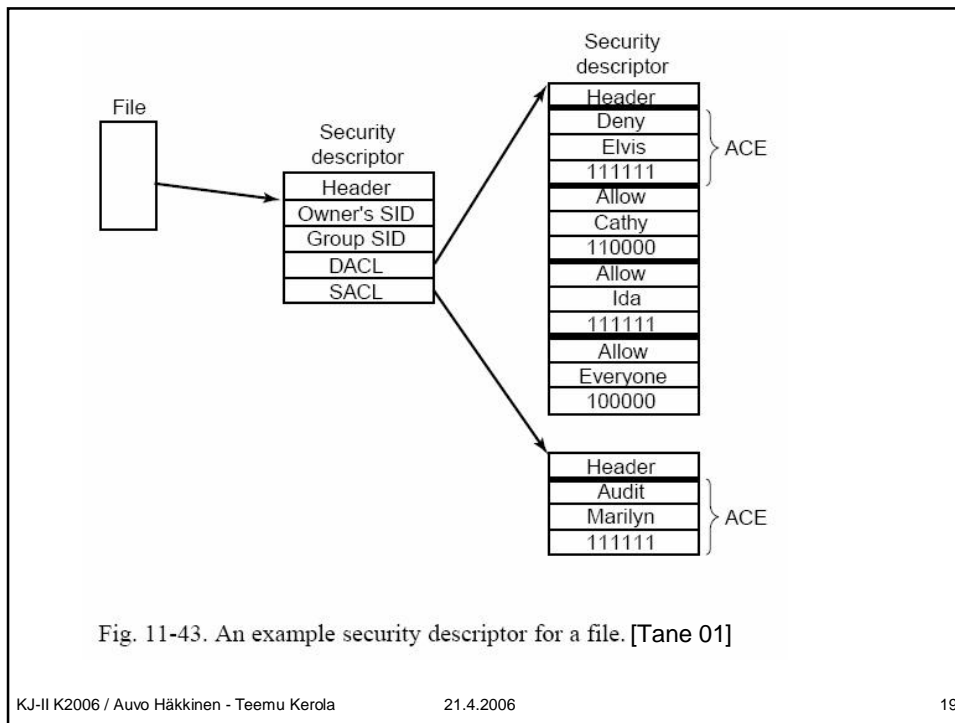 File
Security
descriptor
Header
Owner's SID
Group SID
DACL
SACL
Security
descriptor
Header
Deny
Elvis
111111
ACE
Allow
Cathy
110000
Allow
Ida
111111
Allow
Everyone
100000
Header
Audit
Marilyn
111111
ACE
Fig. 11-43. An example security descriptor for a file. [Tane 01]
KJ-II K2006 / Auvo Häkkinen - Teemu Kerola 21.4.2006 19